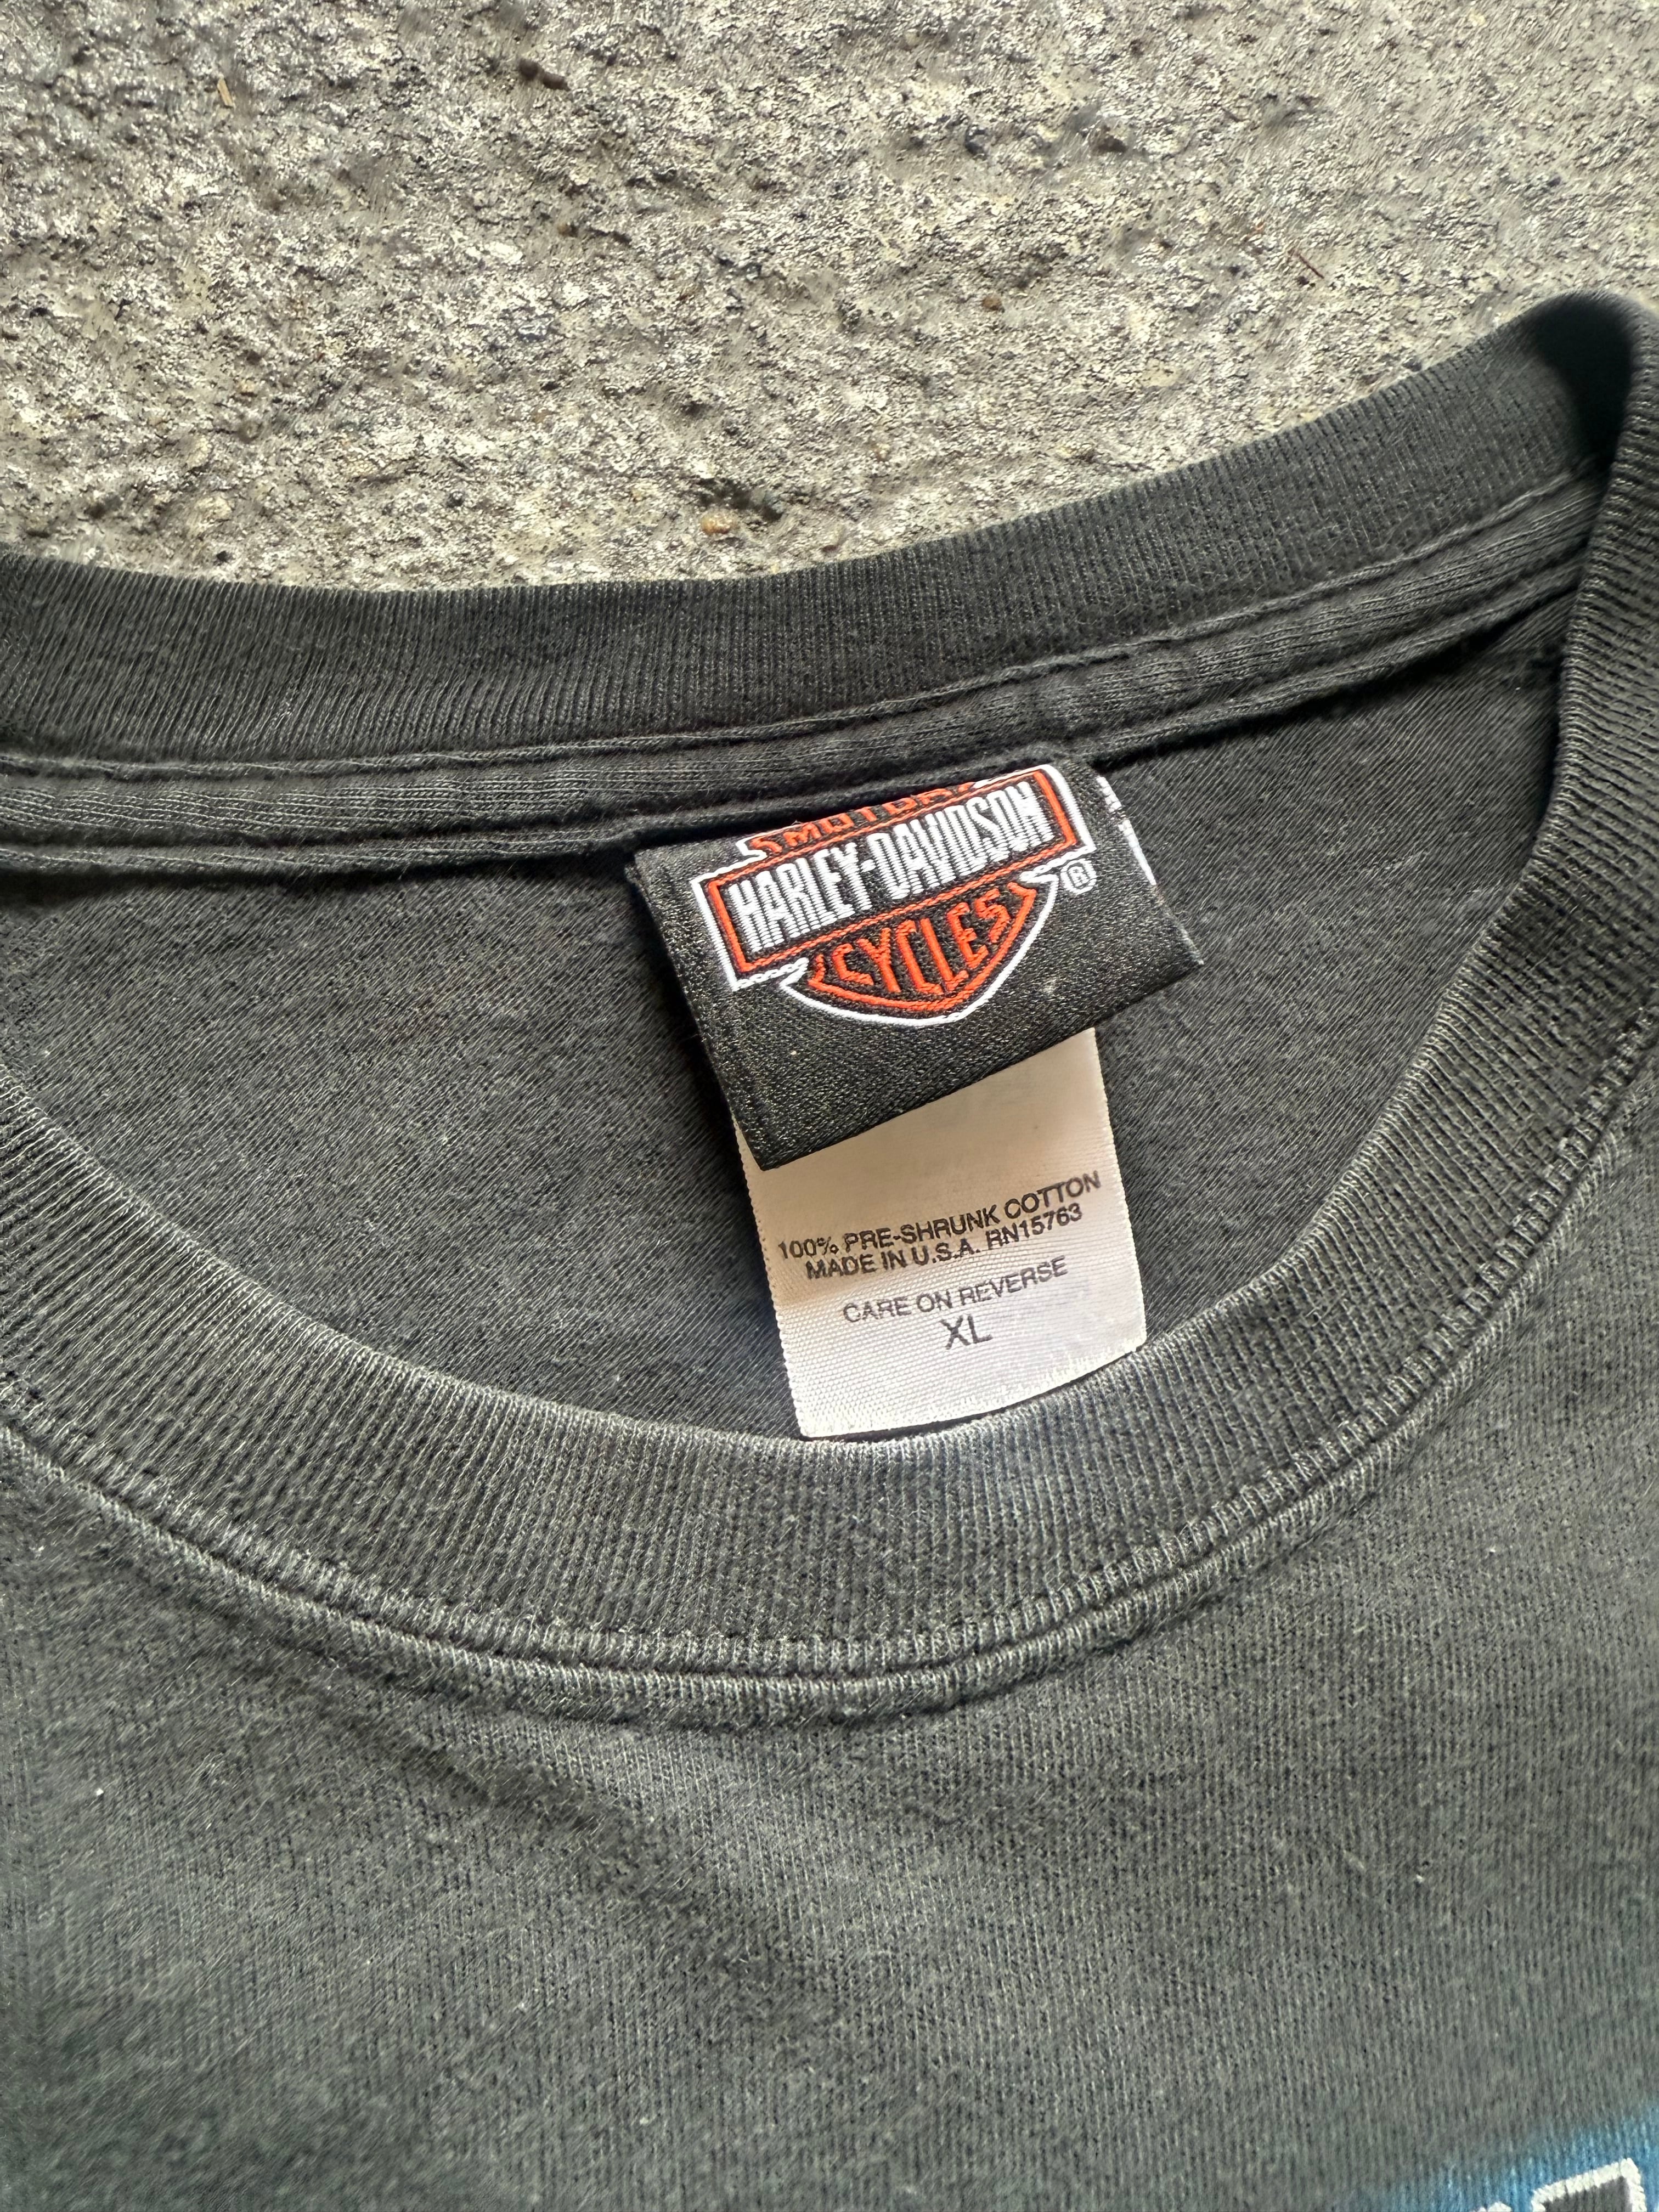 MOTOR
HARLEY-DAVIDSON
CYCLES
®
100% PRE-SHRUNK COTTON
MADE IN U.S.A. RN15763
CARE ON REVERSE
XL